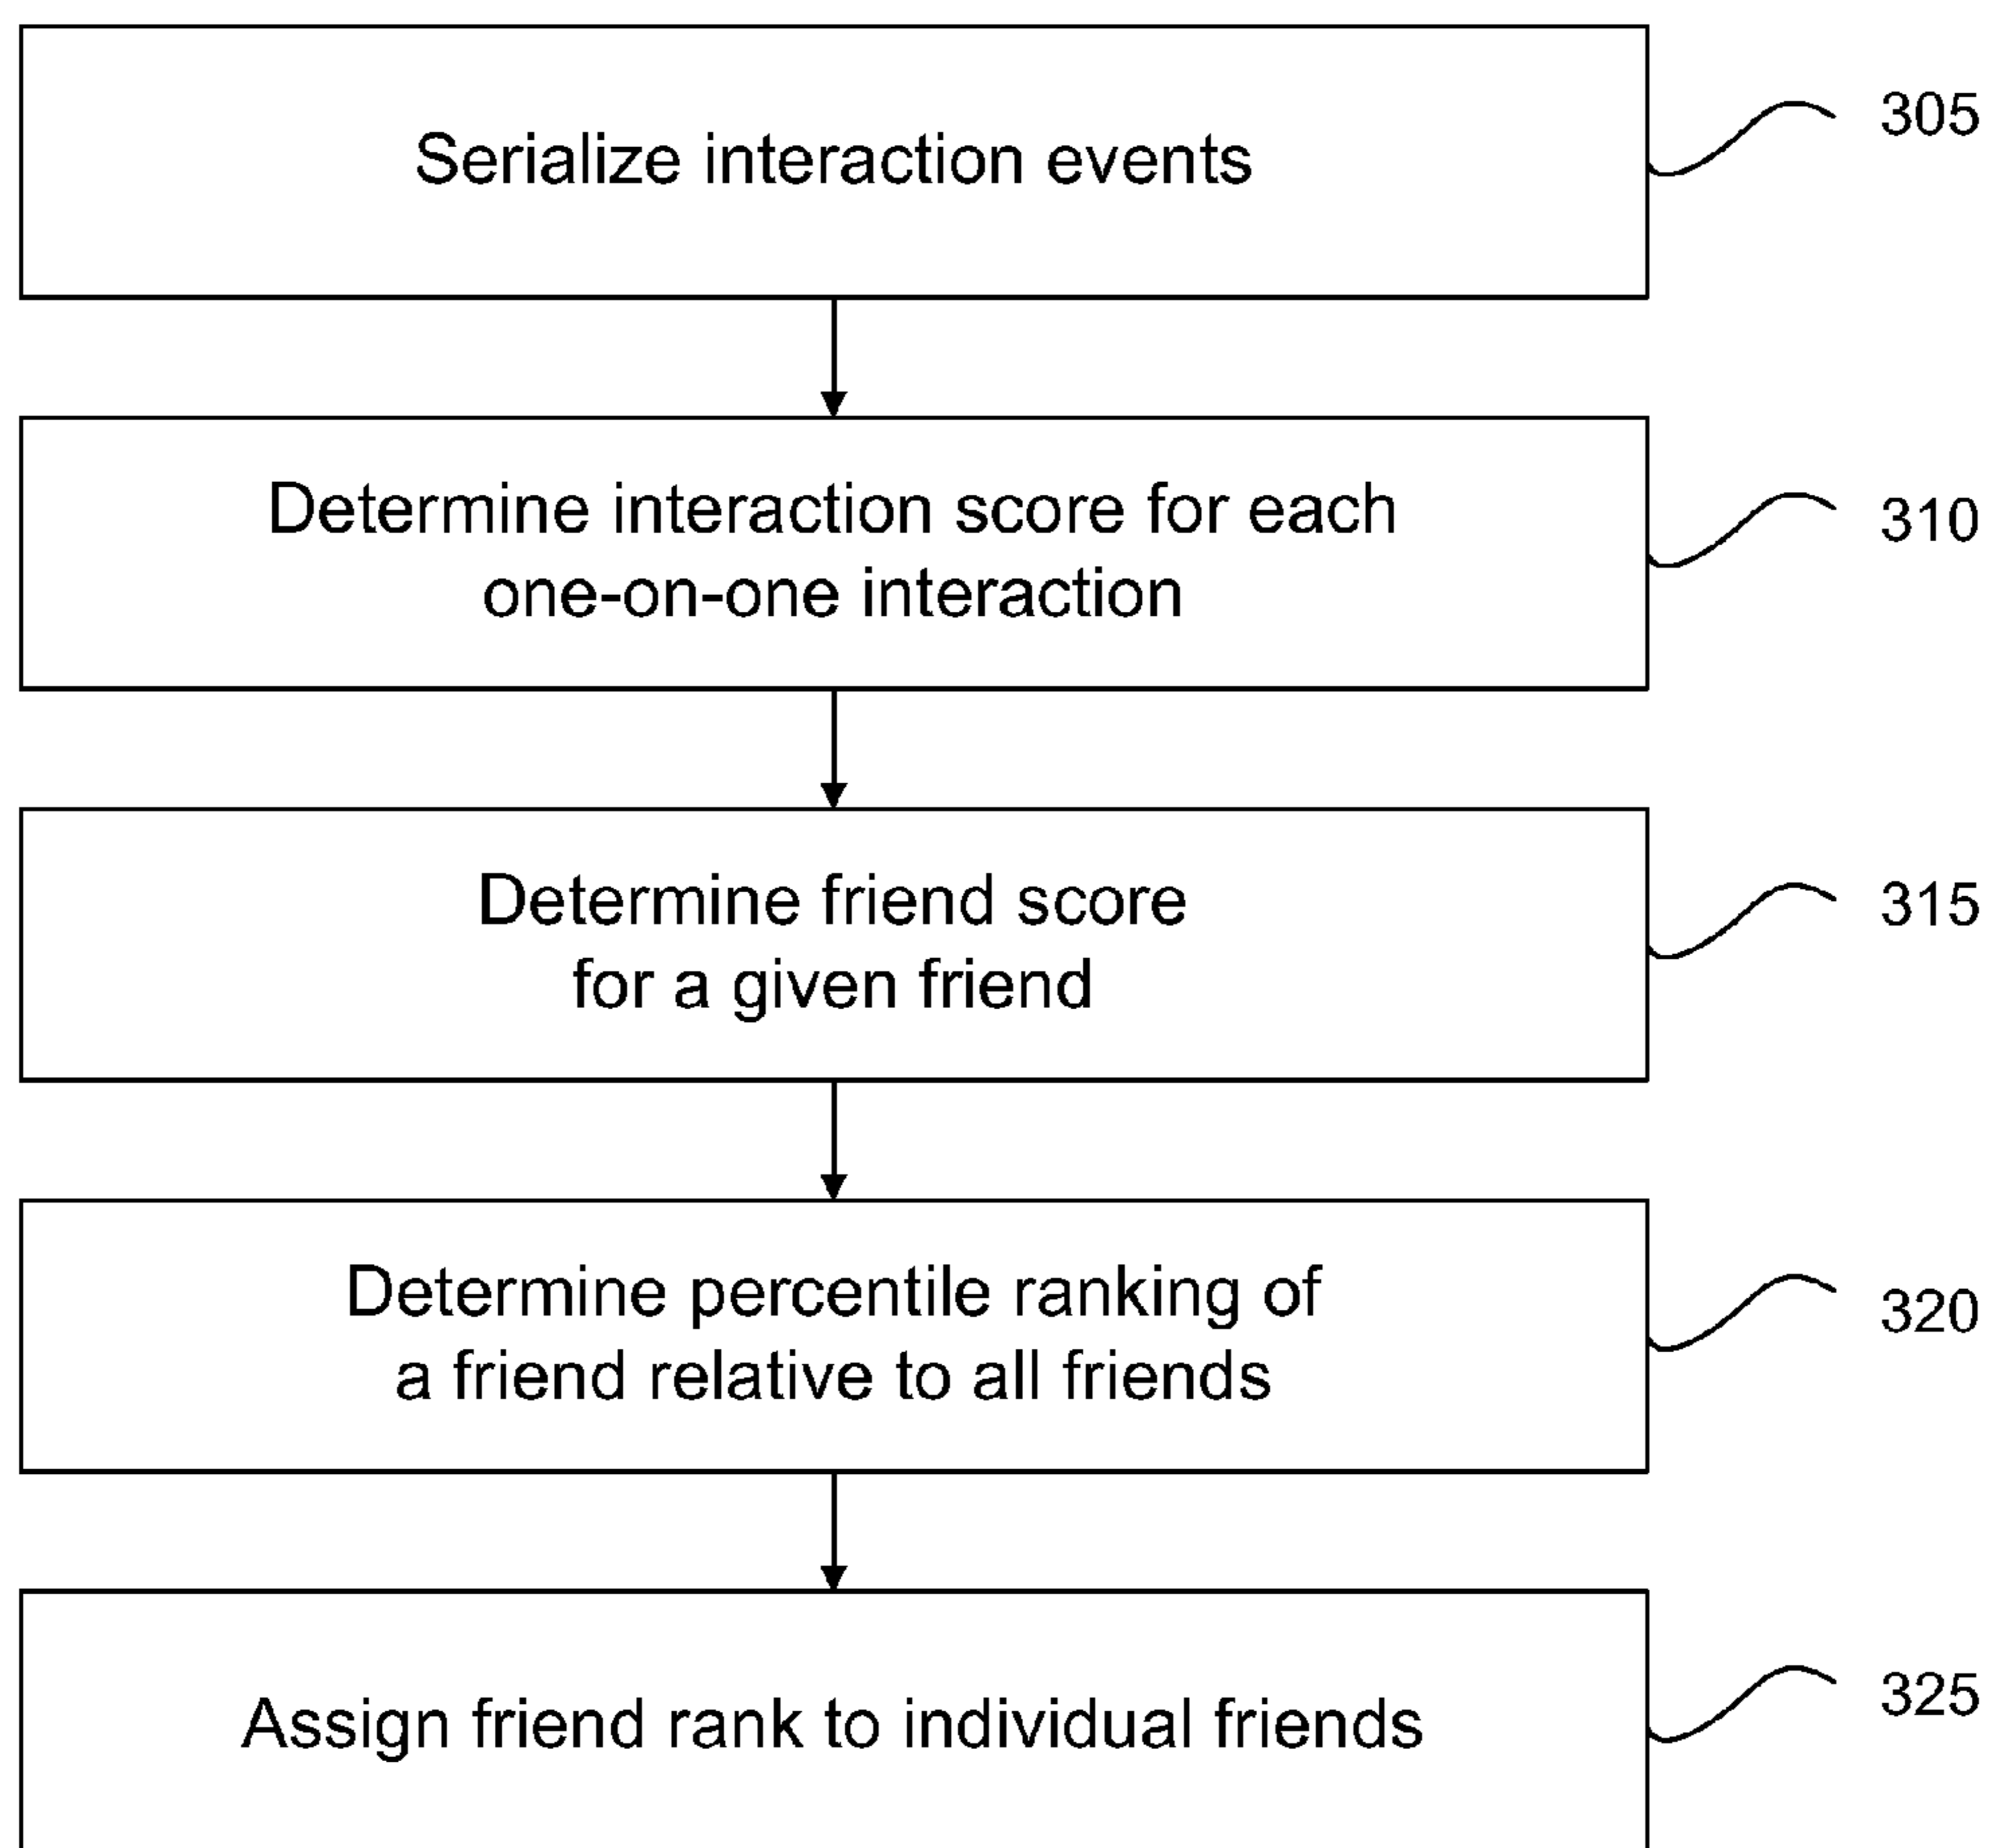 Serialize interaction events
305
Determine interaction score for each
one-on-one interaction
310
Determine friend score
for a given friend
315
Determine percentile ranking of
a friend relative to all friends
320
Assign friend rank to individual friends
325